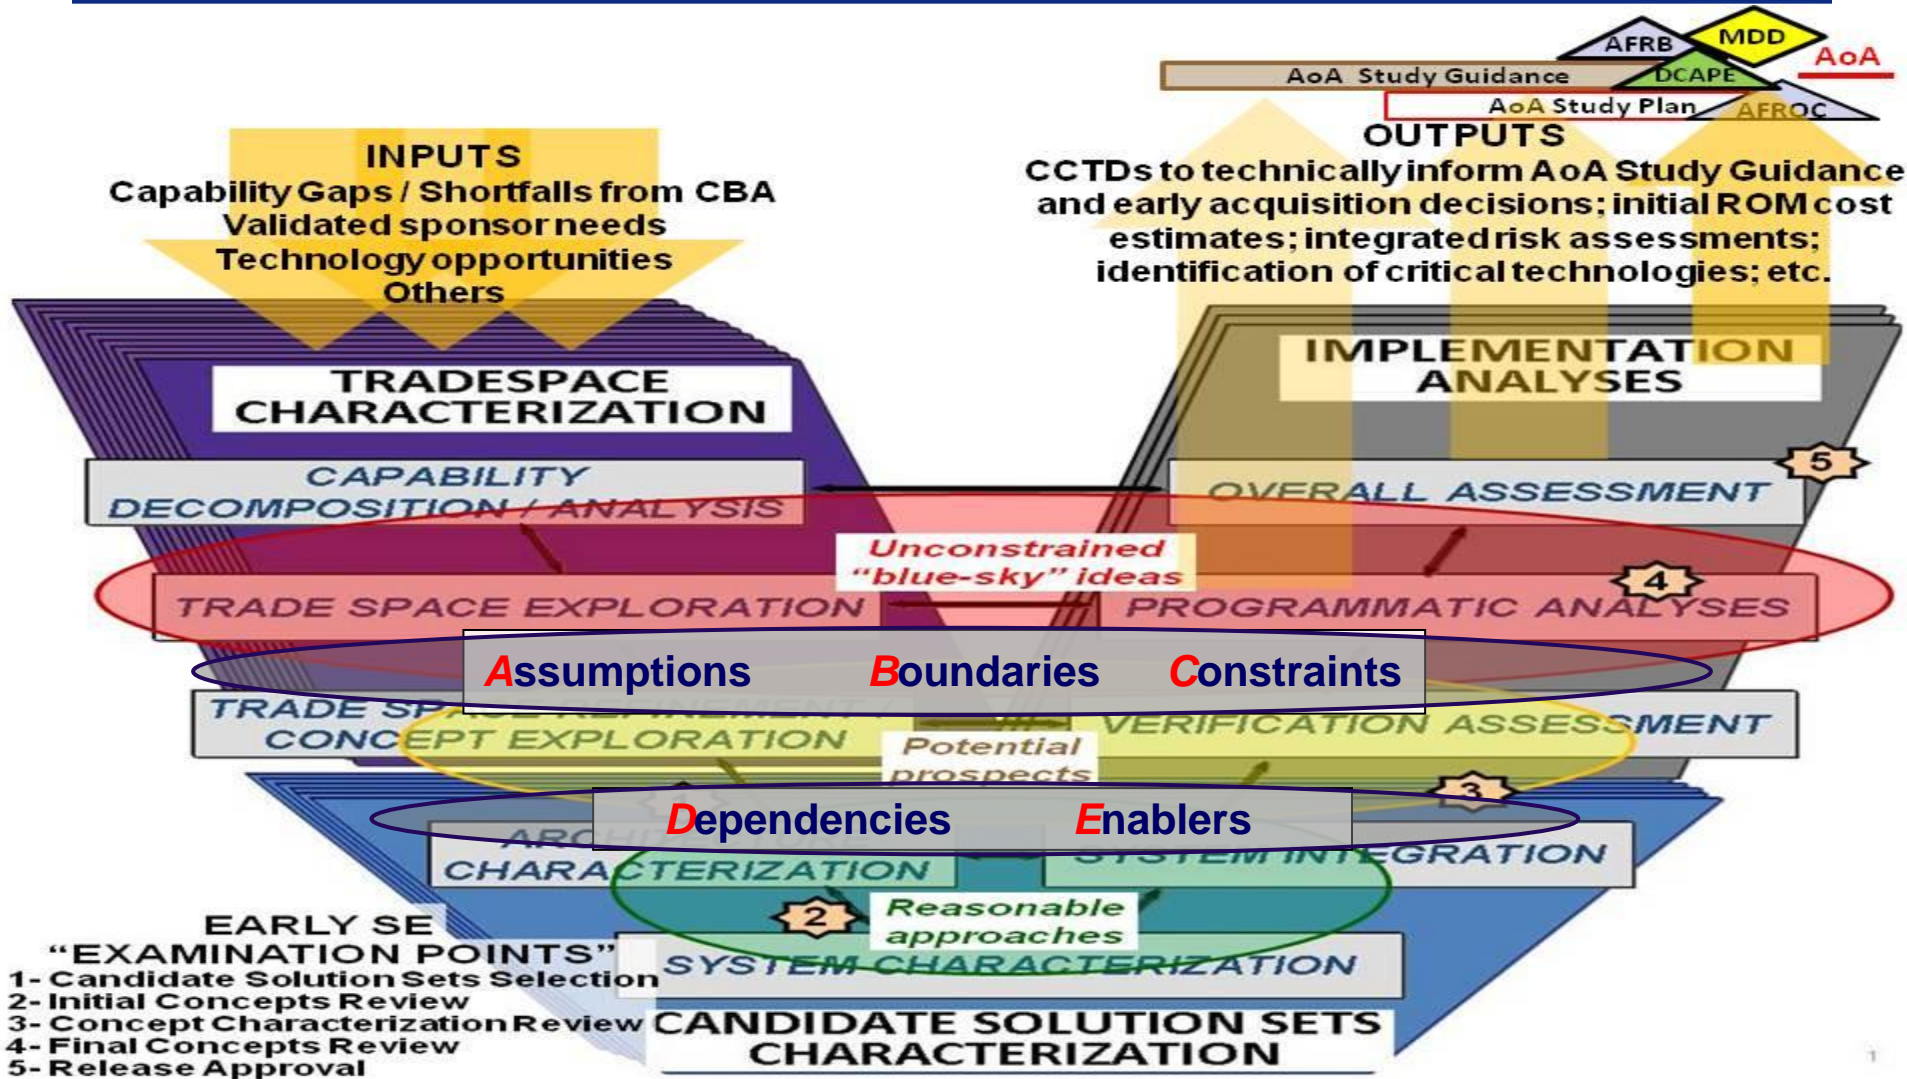 AFRB
MDD
AoA
AoA Study Guidance
DCAPE
AoA Study Plan
AFROC
INPUTS
Capability Gaps / Shortfalls from CBA
Validated sponsor needs
Technology opportunities
Others
OUTPUTS
CCTDs to technically inform AoA Study Guidance
and early acquisition decisions; initial ROM cost
estimates; integrated risk assessments;
identification of critical technologies; etc.
TRADESPACE
CHARACTERIZATION
IMPLEMENTATION
ANALYSES
CAPABILITY
DECOMPOSITION / ANALYSIS
5
OVERALL ASSESSMENT
Unconstrained
“blue-sky” ideas
4
TRADE SPACE EXPLORATION
PROGRAMMATIC ANALYSES
Assumptions Boundaries Constraints
TRADE SPACE REFINEMENT /
CONCEPT EXPLORATION
VERIFICATION ASSESSMENT
Potential
prospects
3
Dependencies Enablers
CHARACTERIZATION
SYSTEM INTEGRATION
2
Reasonable
approaches
SYSTEM CHARACTERIZATION
EARLY SE
“EXAMINATION POINTS”
1- Candidate Solution Sets Selection
2- Initial Concepts Review
3- Concept Characterization Review
4- Final Concepts Review
5- Release Approval
CANDIDATE SOLUTION SETS
CHARACTERIZATION
1